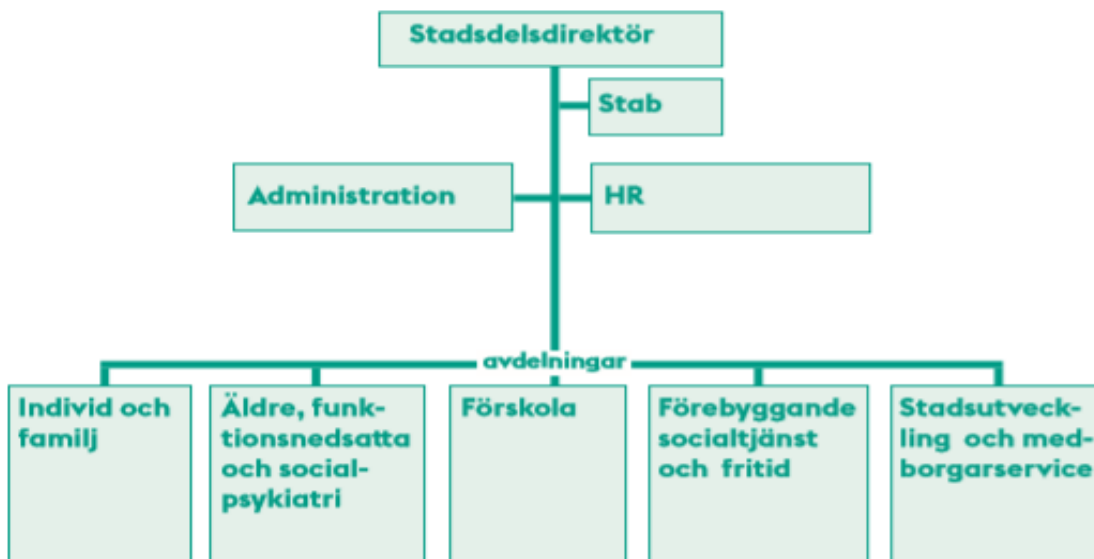 Stadsdelsdirektör
Stab
Administration
HR
avdelningar
Individ och
familj
Äldre, funk-
tionsnedsatta
och social-
psykiatri
Förskola
Förebyggande
socialtjänst
och fritid
Stadsutveck-
ling och med-
borgarservice